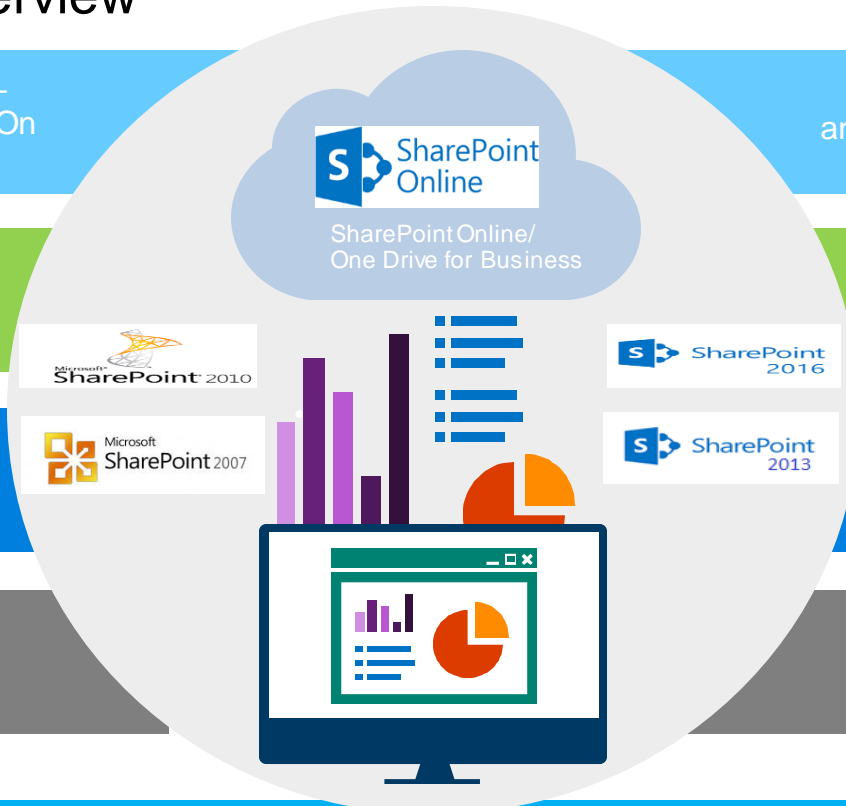 erview
On
ar
S SharePoint
Online
SharePoint Online/
One Drive for Business
Microsoft
SharePoint 2010
Microsoft
SharePoint 2007
S SharePoint
2016
S SharePoint
2013